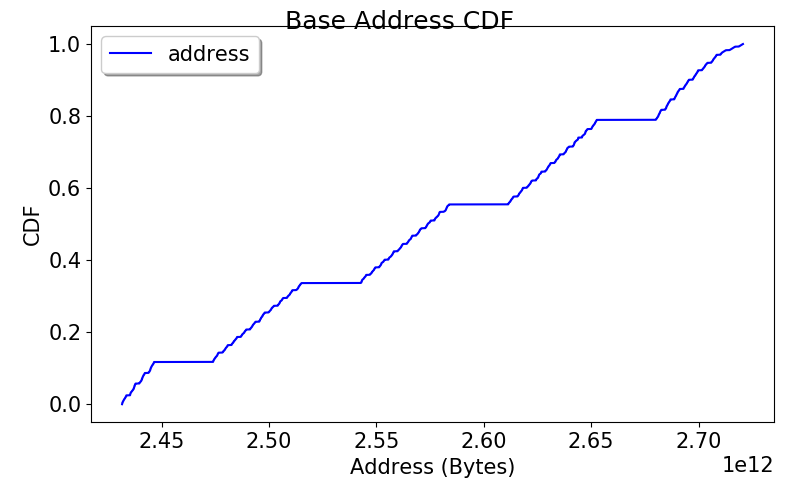 Base Address CDF
address
1.0
0.8
0.6
0.4
0.2
0.0
CDF
2.45 2.50 2.55 2.60 2.65 2.70
1e12
Address (Bytes)